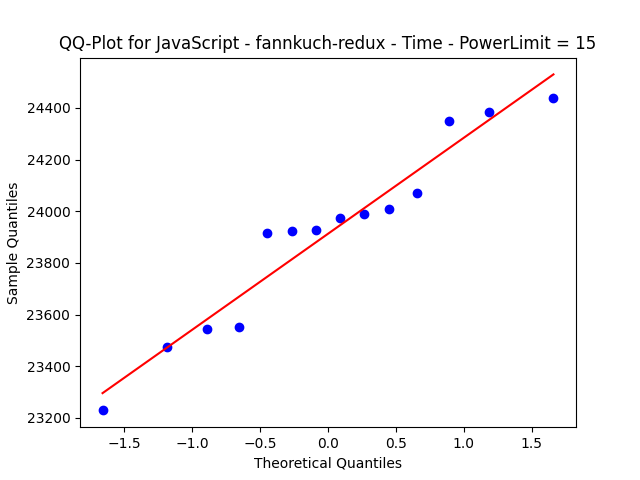 QQ-Plot for JavaScript - fannkuch-redux - Time - PowerLimit = 15
Sample Quantiles
24400
24200
24000
23800
23600
23400
23200
−1.5 −1.0 −0.5 0.0 0.5 1.0 1.5
Theoretical Quantiles